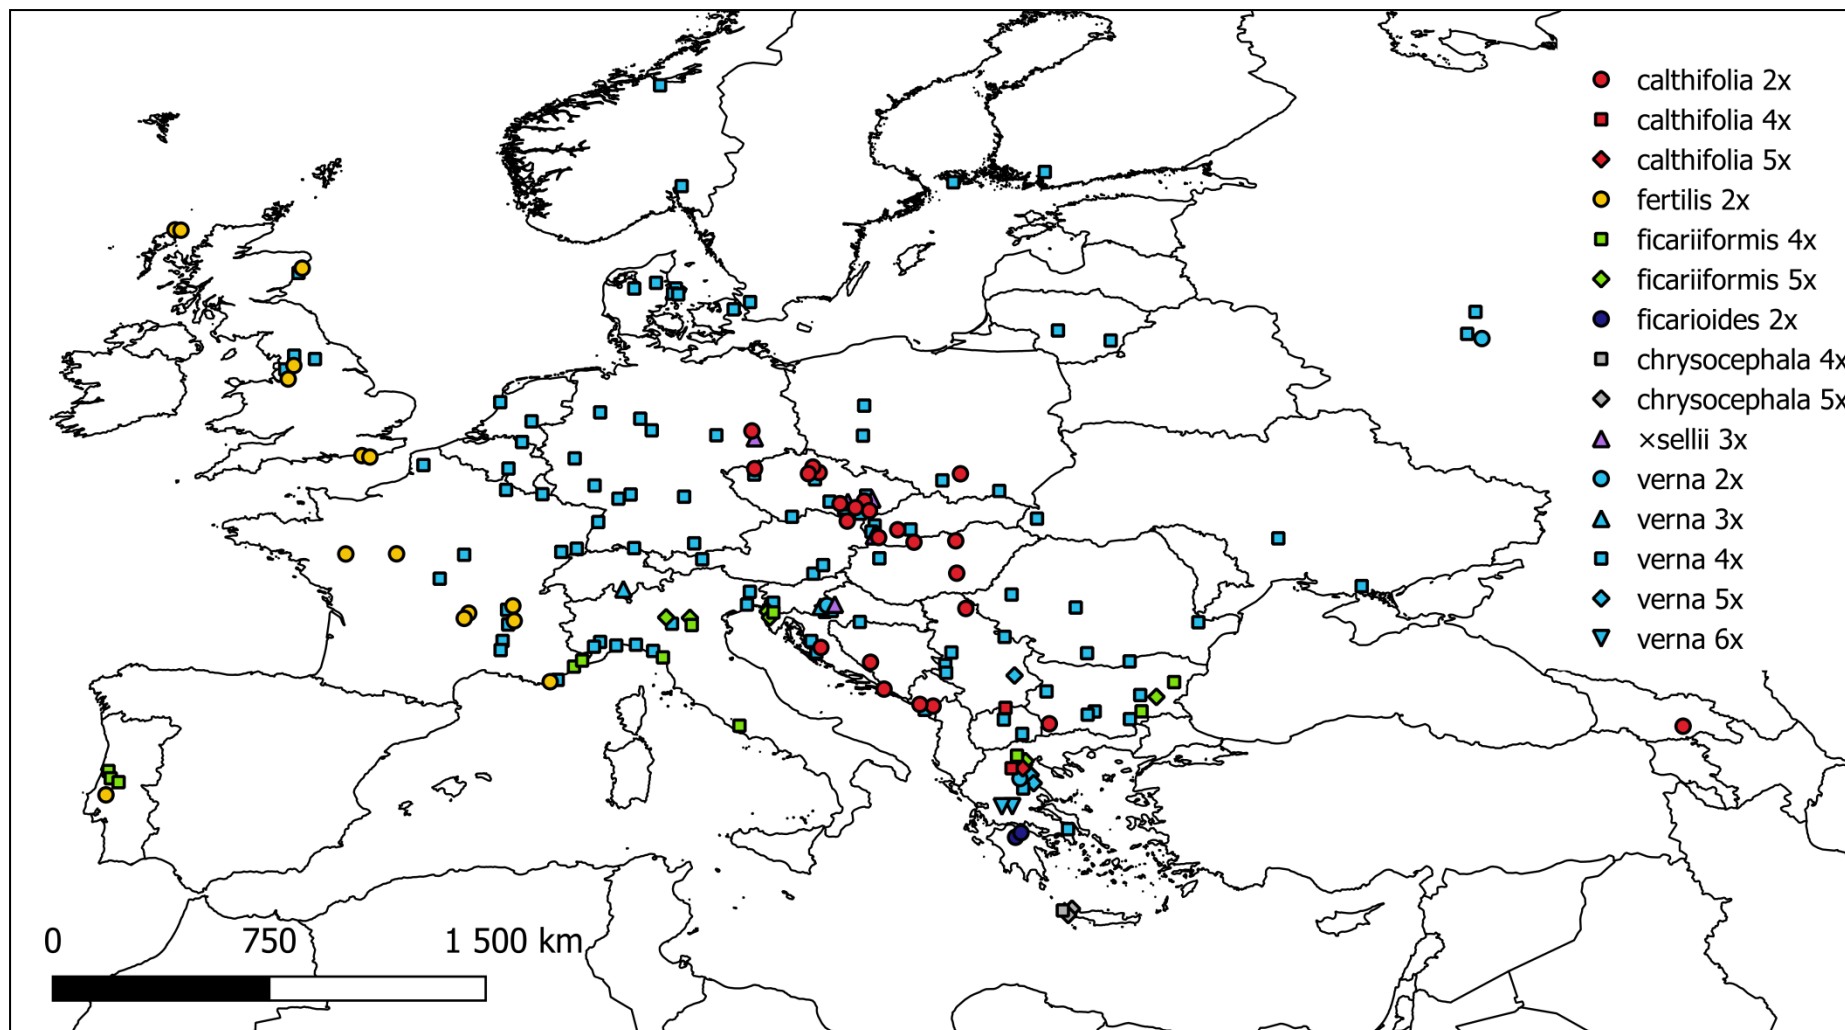 calthifolia 2x
calthifolia 4x
calthifolia 5x
fertilis 2x
ficariiformis 4x
ficariiformis 5x
ficarioides 2x
chrysocephala 4x
chrysocephala 5x
×sellii 3x
verna 2x
verna 3x
verna 4x
verna 5x
verna 6x
0 750 1 500 km